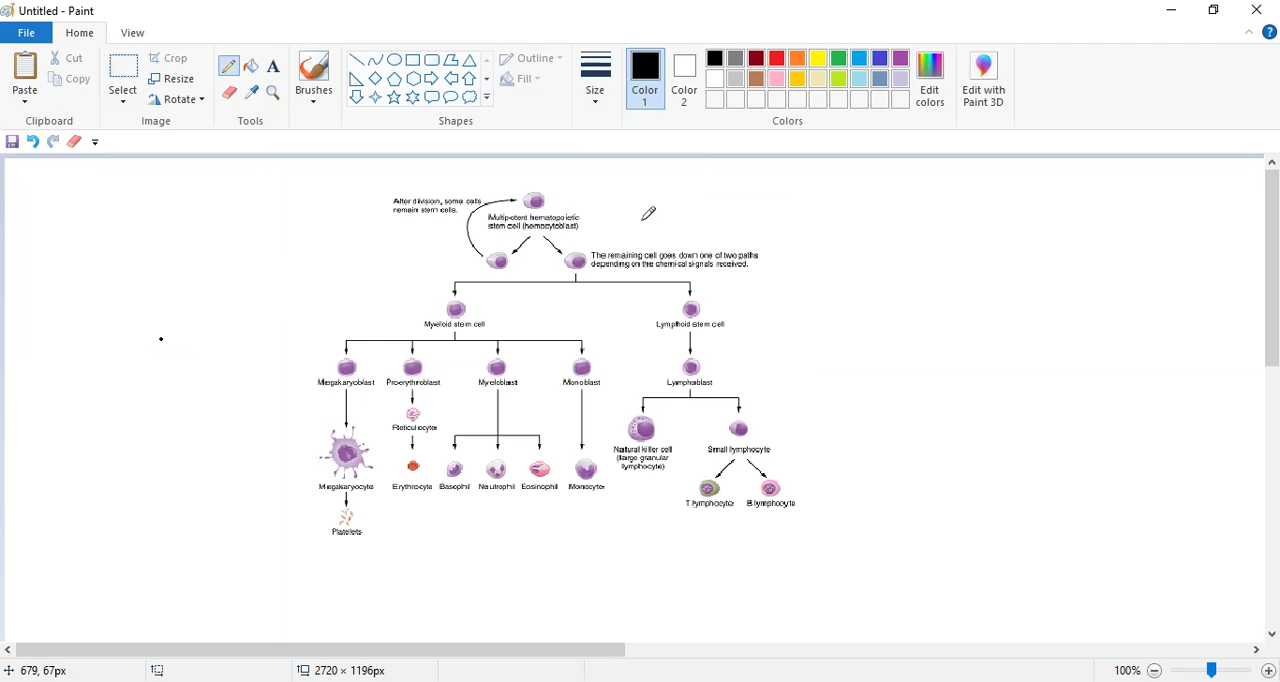 Untitled - Paint
File
Home
View
Paste
Cut
Copy
Clipboard
Select
Crop
Resize
Rotate
Image
Tools
Brushes
Shapes
Outline
Fill
Size
Color 1
Color 2
Colors
Edit colors
Edit with Paint 3D
After division, some cells
remain stem cells.
Multipotent hematopoietic
stem cell (hemocytoblast)
The remaining cell goes down one of two paths
depending on the chemical signals received.
Myeloid stem cell
Lymphoid stem cell
Megakaryoblast
Proerythroblast
Myeloblast
Monoblast
Lymphoblast
Reticulocyte
Natural killer cell
(large granular
lymphocyte)
Small lymphocyte
Megakaryocyte
Erythrocyte
Basophil
Neutrophil
Eosinophil
Monocyte
T lymphocyte
B lymphocyte
Platelets
679, 67px
2720 × 1196px
100%